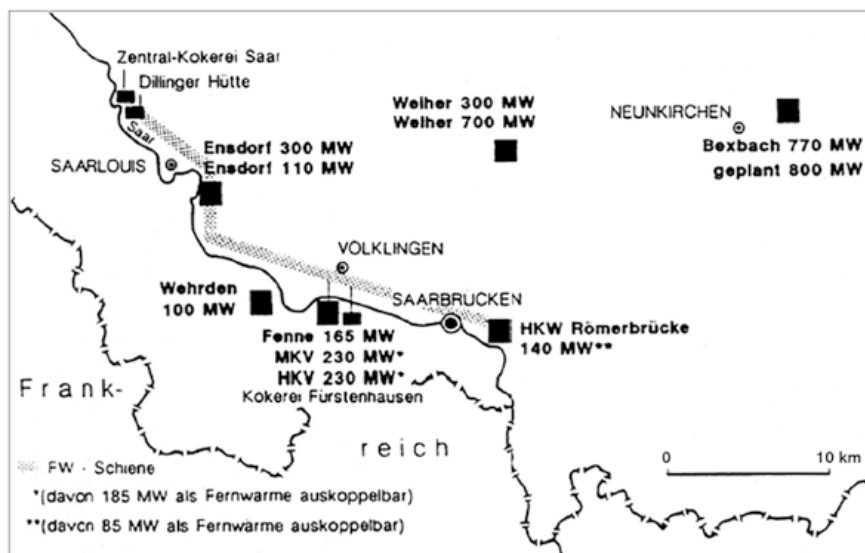 Zentral-Kokerei Saar
Dillinger Hütte
Saar
SAARLOUIS
Ensdorf 300 MW
Ensdorf 110 MW
Weiher 300 MW
Weiher 700 MW
NEUNKIRCHEN
Bexbach 770 MW
geplant 800 MW
VÖLKLINGEN
Wehrden
100 MW
SAARBRÜCKEN
Fenne 165 MW
MKV 230 MW*
HKV 230 MW*
Kokerei Fürstenhausen
HKW Römerbrücke
140 MW**
Frank-
reich
0 10 km
FW - Schiene
*(davon 185 MW als Fernwärme auskoppelbar)
**(davon 85 MW als Fernwärme auskoppelbar)